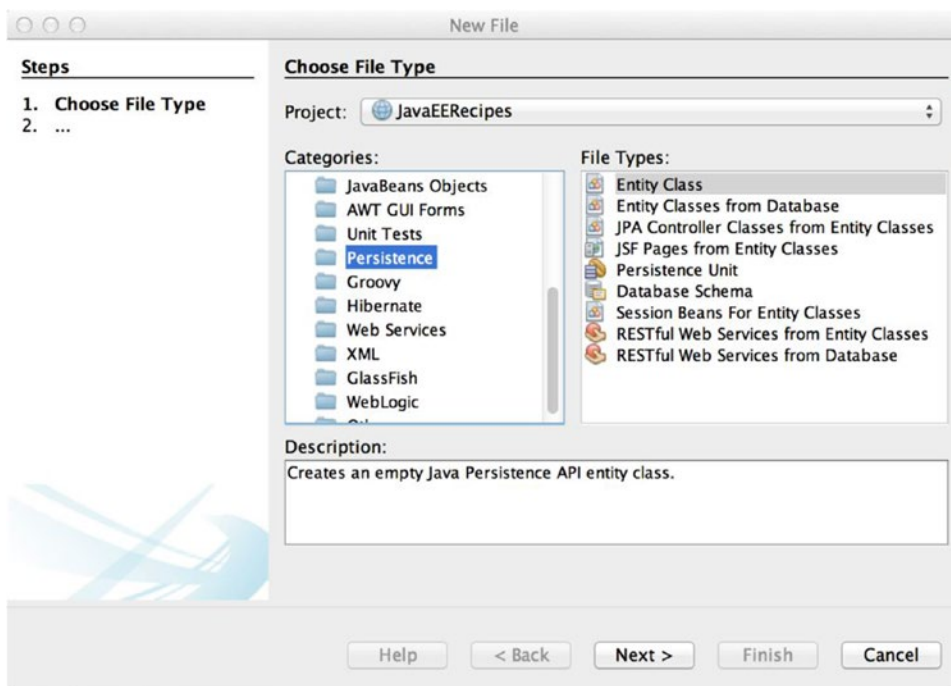 New File
Steps
1. Choose File Type
2. ...
Choose File Type
Project: JavaEERecipes
Categories:
JavaBeans Objects
AWT GUI Forms
Unit Tests
Persistence
Groovy
Hibernate
Web Services
XML
GlassFish
WebLogic
File Types:
Entity Class
Entity Classes from Database
JPA Controller Classes from Entity Classes
JSF Pages from Entity Classes
Persistence Unit
Database Schema
Session Beans For Entity Classes
RESTful Web Services from Entity Classes
RESTful Web Services from Database
Description:
Creates an empty Java Persistence API entity class.
Help < Back Next > Finish Cancel